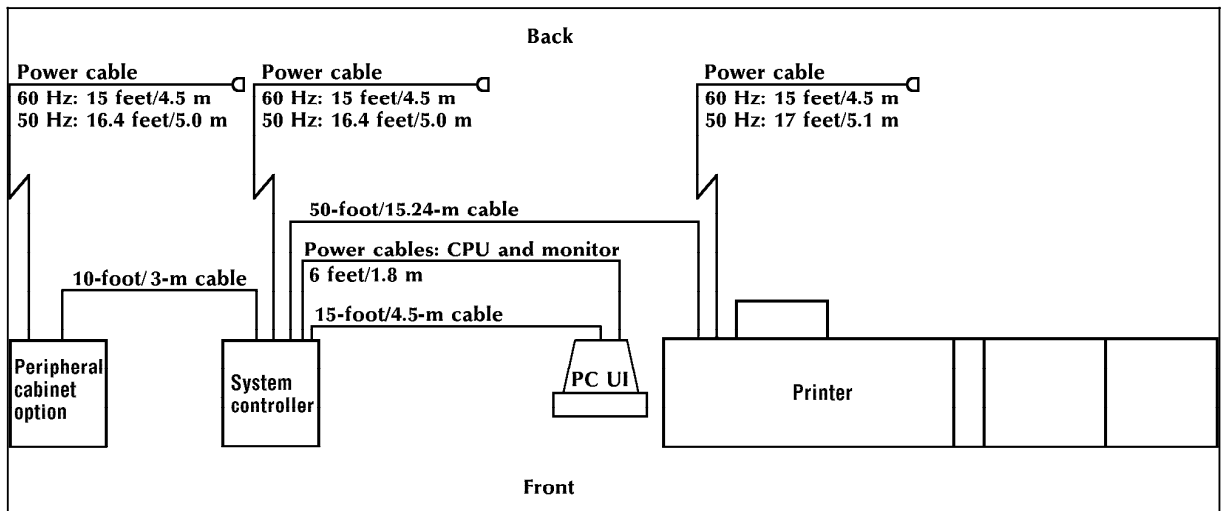 Back
Power cable
60 Hz: 15 feet/4.5 m
50 Hz: 16.4 feet/5.0 m
Power cable
60 Hz: 15 feet/4.5 m
50 Hz: 16.4 feet/5.0 m
Power cable
60 Hz: 15 feet/4.5 m
50 Hz: 17 feet/5.1 m
50-foot/15.24-m cable
Power cables: CPU and monitor
6 feet/1.8 m
10-foot/3-m cable
15-foot/4.5-m cable
Peripheral
cabinet
option
System
controller
PC UI
Printer
Front